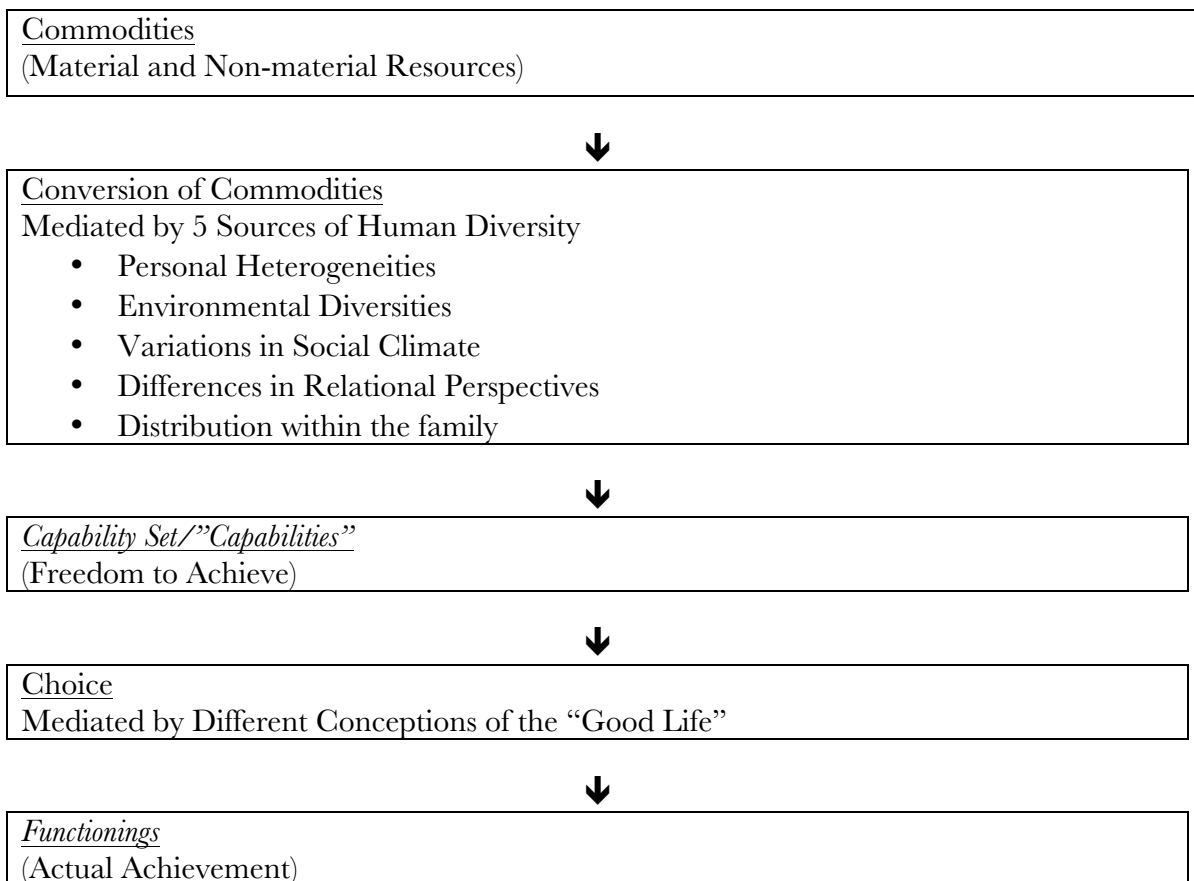 Commodities
(Material and Non-material Resources)
🡻
Conversion of Commodities
Mediated by 5 Sources of Human Diversity
• Personal Heterogeneities
• Environmental Diversities
• Variations in Social Climate
• Differences in Relational Perspectives
• Distribution within the family
🡻
Capability Set/”Capabilities”
(Freedom to Achieve)
🡻
Choice
Mediated by Different Conceptions of the “Good Life”
🡻
Functionings
(Actual Achievement)